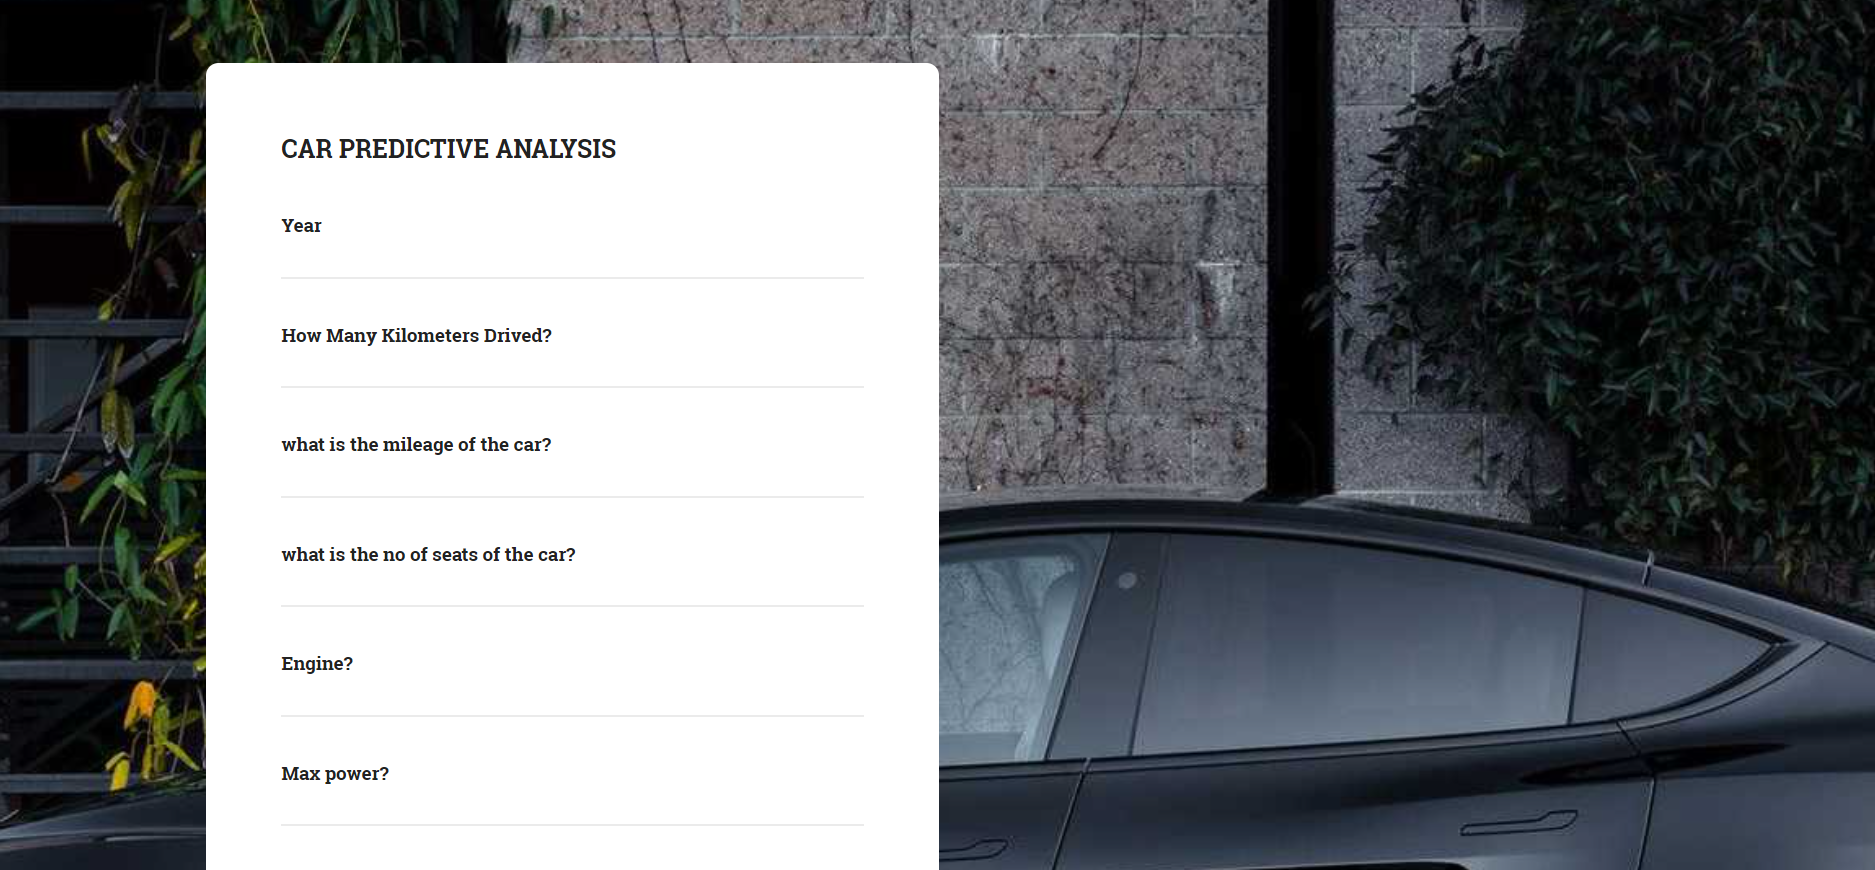 CAR PREDICTIVE ANALYSIS
Year
How Many Kilometers Drived?
what is the mileage of the car?
what is the no of seats of the car?
Engine?
Max power?